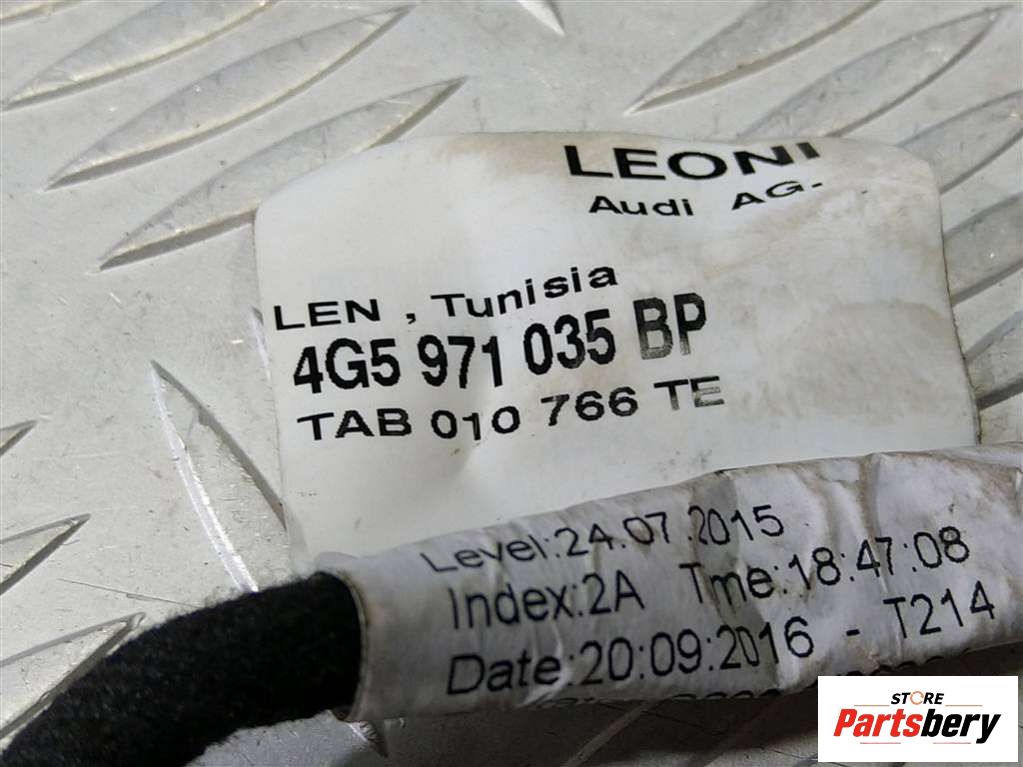 LEONI
Audi AG-
LEN , Tunisia
4G5 971 035 BP
TAB 010 766 TE
Level:24.07.2015
Index:2A Tme:18:47:08
Date:20:09:2016 - T214
STORE
Partsbery